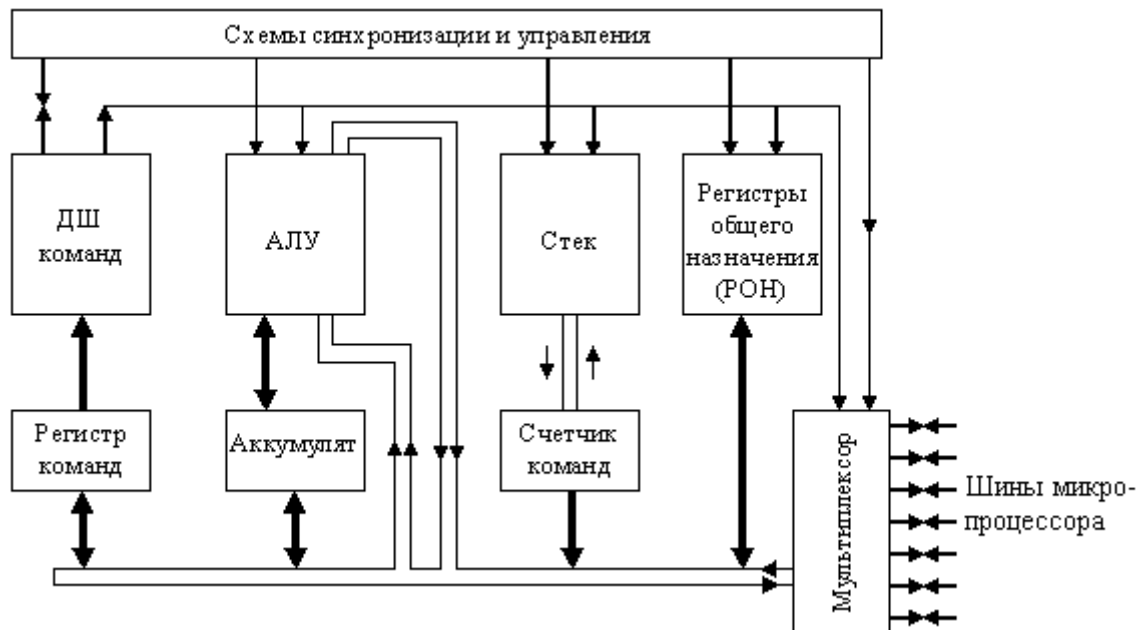 Схемы синхронизации и управления
ДШ
команд
АЛУ
Стек
Регистры
общего
назначения
(РОН)
Регистр
команд
Аккумулят
Счетчик
команд
Мультиплексор
Шины микро-
процессора